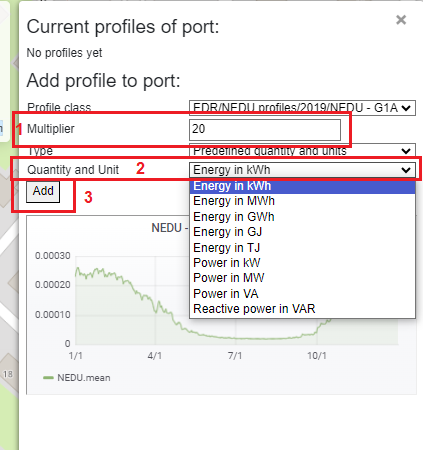 Current profiles of port:
×
No profiles yet
Add profile to port:
Profile class EDR/NEDU profiles/2019/NEDU - G1A
1 Multiplier 20
Type Predefined quantity and units
Quantity and Unit 2 Energy in kWh
Energy in kWh
Energy in MWh
Energy in GWh
Energy in GJ
Energy in TJ
Power in kW
Power in MW
Power in VA
Reactive power in VAR
Add 3
NEDU -
0.00030
0.00020
0.00010
0
1/1 4/1 7/1 10/1
NEDU.mean
18